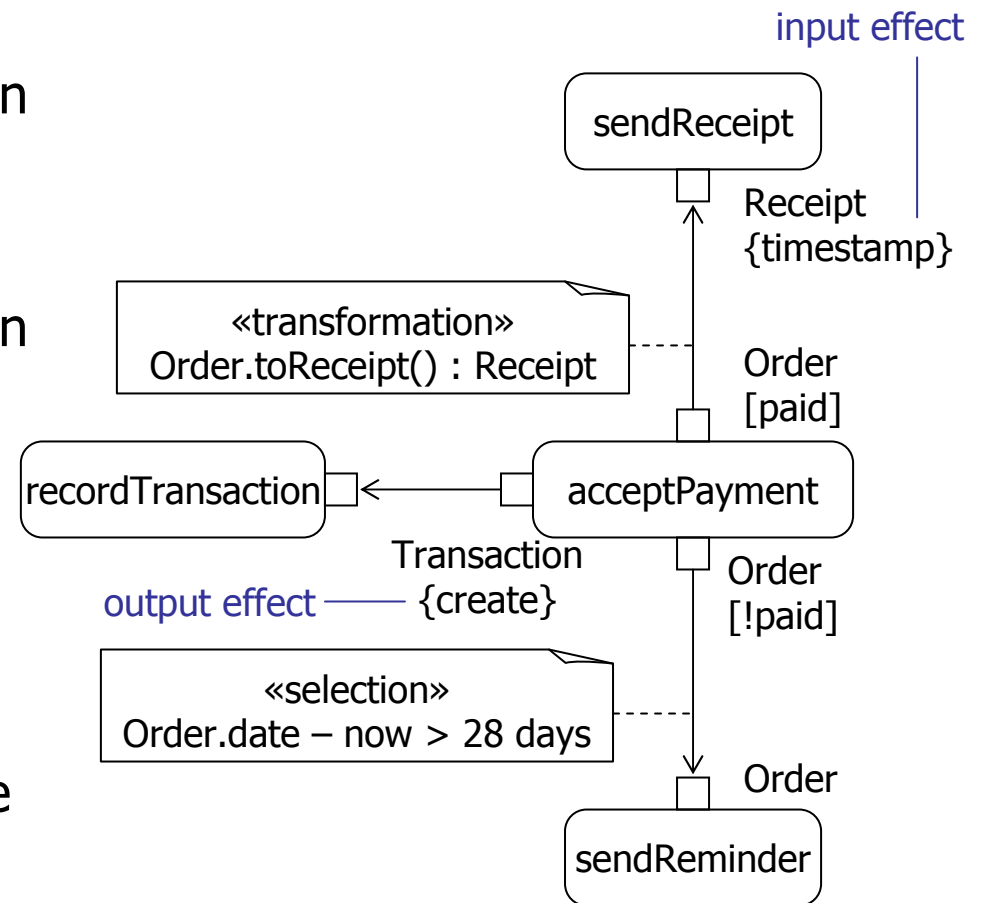 input effect
n
sendReceipt
Receipt
{timestamp}
«transformation»
Order.toReceipt() : Receipt
n
Order
[paid]
recordTransaction
acceptPayment
Transaction
{create}
output effect
Order
[!paid]
«selection»
Order.date – now > 28 days
e
Order
sendReminder